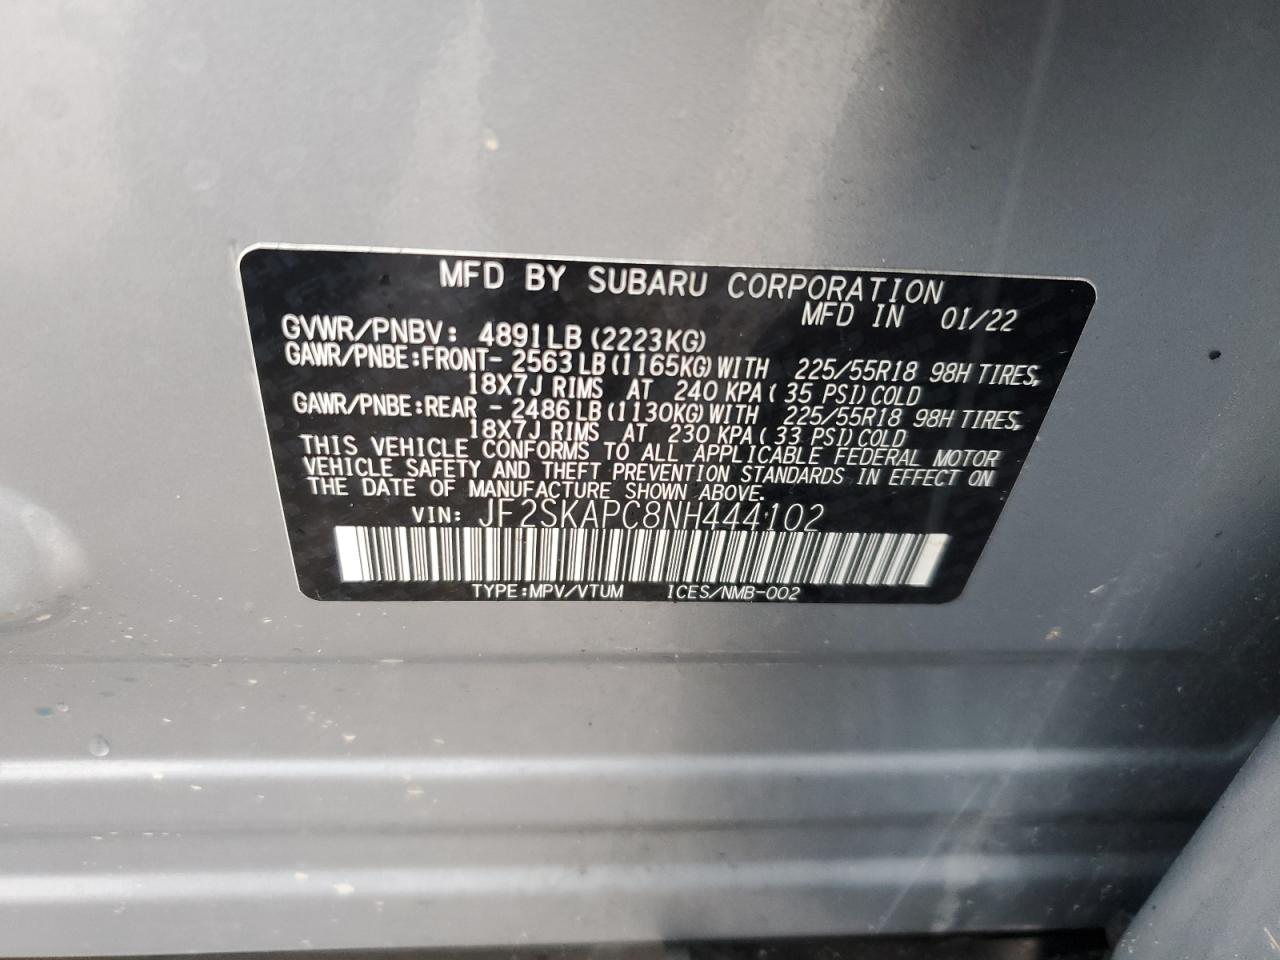 MFD BY SUBARU CORPORATION
MFD IN 01/22
GVWR/PNBV: 4891LB (2223KG)
GAWR/PNBE:FRONT- 2563LB(1165KG)WITH 225/55R18 98H TIRES,
18X7J RIMS AT 240 KPA( 35 PSI)COLD
GAWR/PNBE:REAR - 2486LB(1130KG)WITH 225/55R18 98H TIRES,
18X7J RIMS AT 230 KPA( 33 PSI)COLD
THIS VEHICLE CONFORMS TO ALL APPLICABLE FEDERAL MOTOR
VEHICLE SAFETY AND THEFT PREVENTION STANDARDS IN EFFECT ON
THE DATE OF MANUFACTURE SHOWN ABOVE.
VIN: JF2SKAPC8NH444102
TYPE:MPV/VTUM ICES/NMB-002